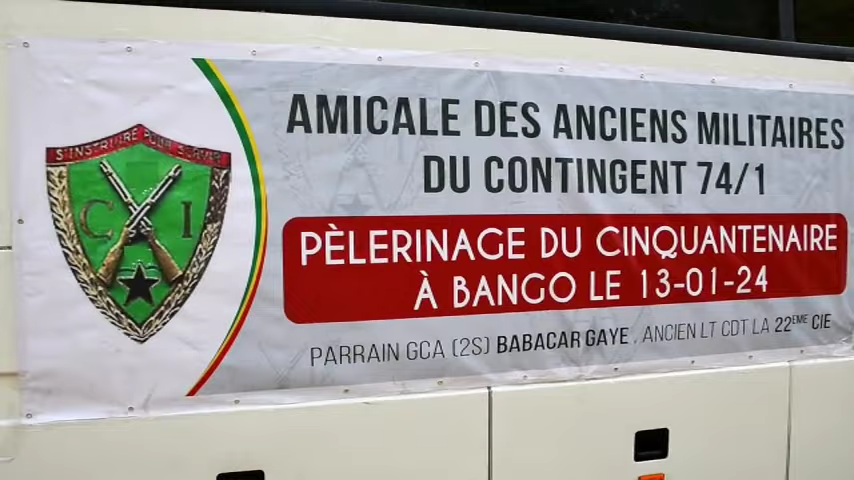 S'INSTRUIRE POUR SERVIR
C I
AMICALE DES ANCIENS MILITAIRES
DU CONTINGENT 74/1
PÈLERINAGE DU CINQUANTENAIRE
À BANGO LE 13-01-24
PARRAIN GCA (2S) BABACAR GAYE , ANCIEN LT CDT LA 22EME CIE